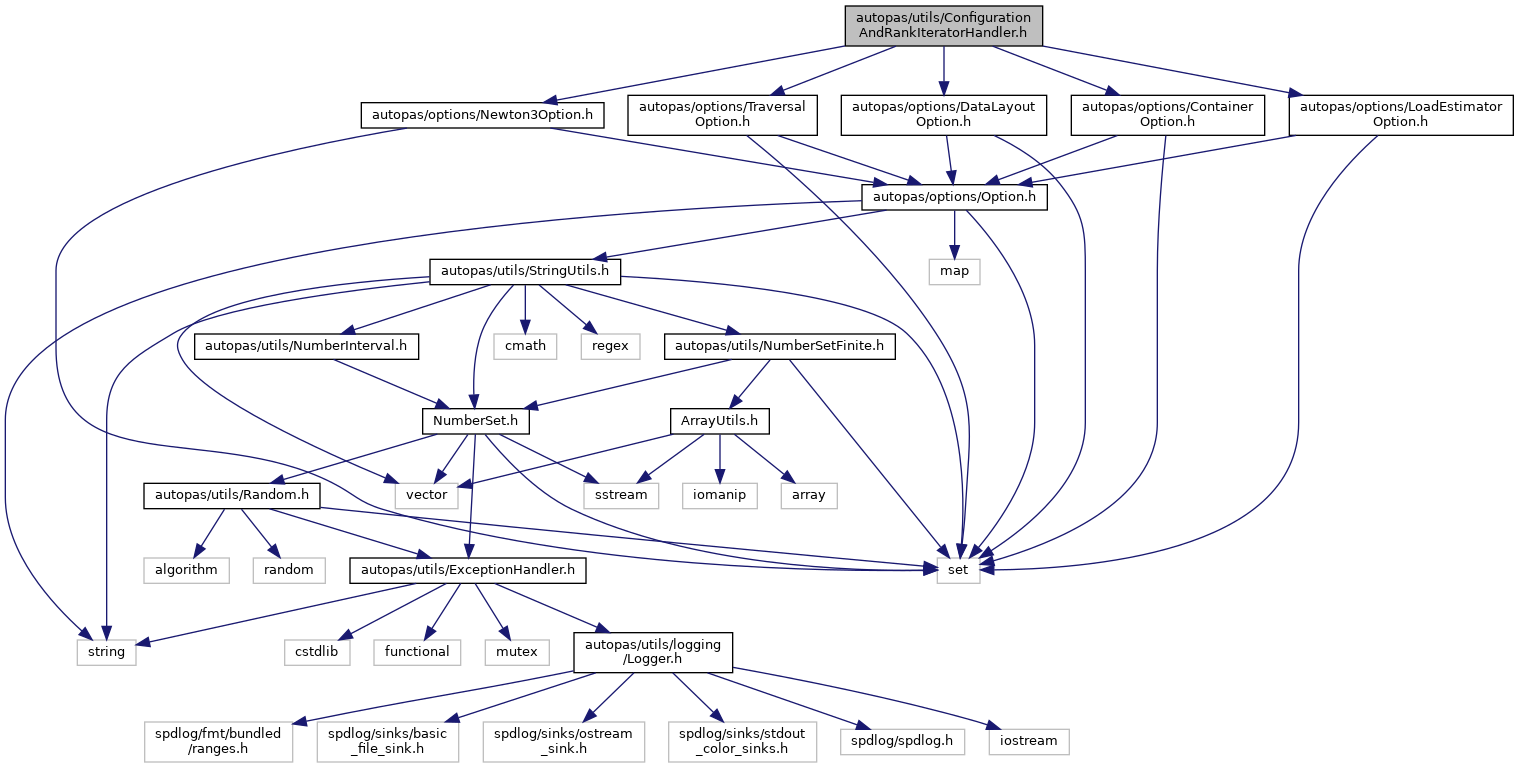 autopas/utils/Configuration
AndRankIteratorHandler.h
autopas/options/Newton3Option.h
autopas/options/Traversal
Option.h
autopas/options/DataLayout
Option.h
autopas/options/Container
Option.h
autopas/options/LoadEstimator
Option.h
autopas/options/Option.h
autopas/utils/StringUtils.h
map
autopas/utils/NumberInterval.h
cmath
regex
autopas/utils/NumberSetFinite.h
NumberSet.h
ArrayUtils.h
autopas/utils/Random.h
vector
sstream
iomanip
array
algorithm
random
autopas/utils/ExceptionHandler.h
set
string
cstdlib
functional
mutex
autopas/utils/logging
/Logger.h
spdlog/fmt/bundled
/ranges.h
spdlog/sinks/basic
_file_sink.h
spdlog/sinks/ostream
_sink.h
spdlog/sinks/stdout
_color_sinks.h
spdlog/spdlog.h
iostream